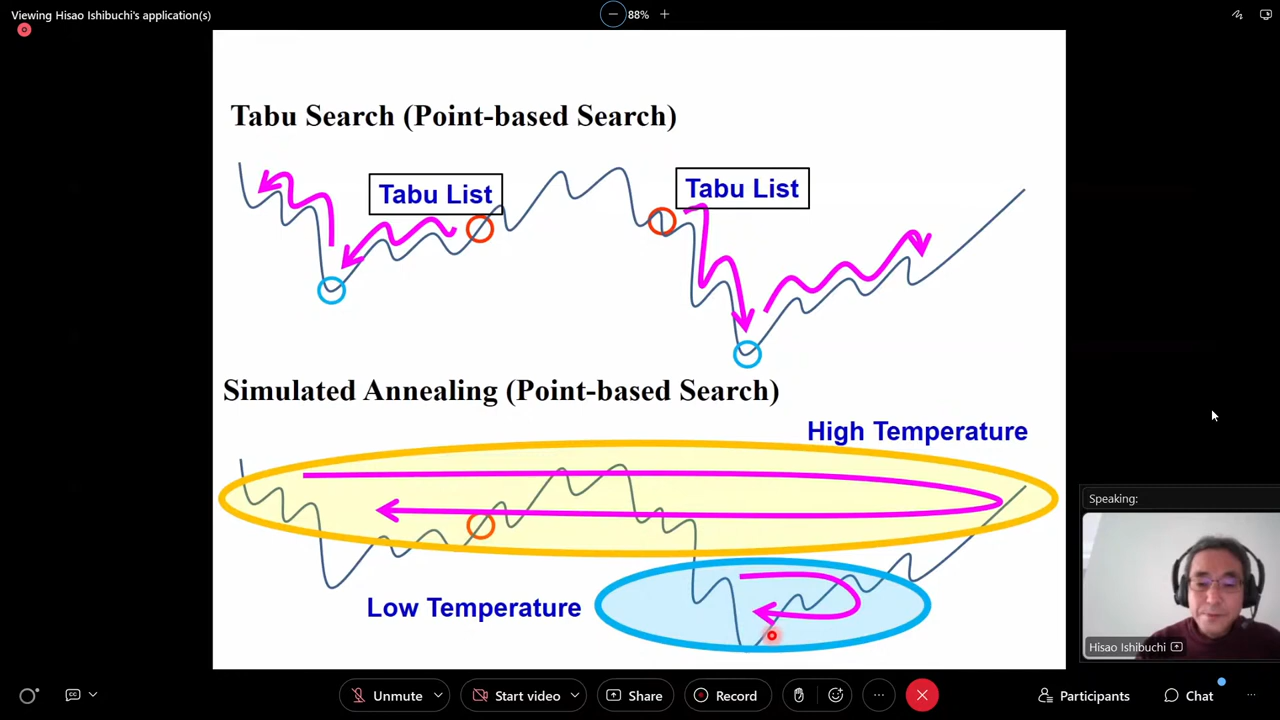 Viewing Hisao Ishibuchi's application(s)
88%
Tabu Search (Point-based Search)
Tabu List
Tabu List
Simulated Annealing (Point-based Search)
High Temperature
Low Temperature
Speaking:
Hisao Ishibuchi
CC
Unmute
Start video
Share
Record
Participants
Chat